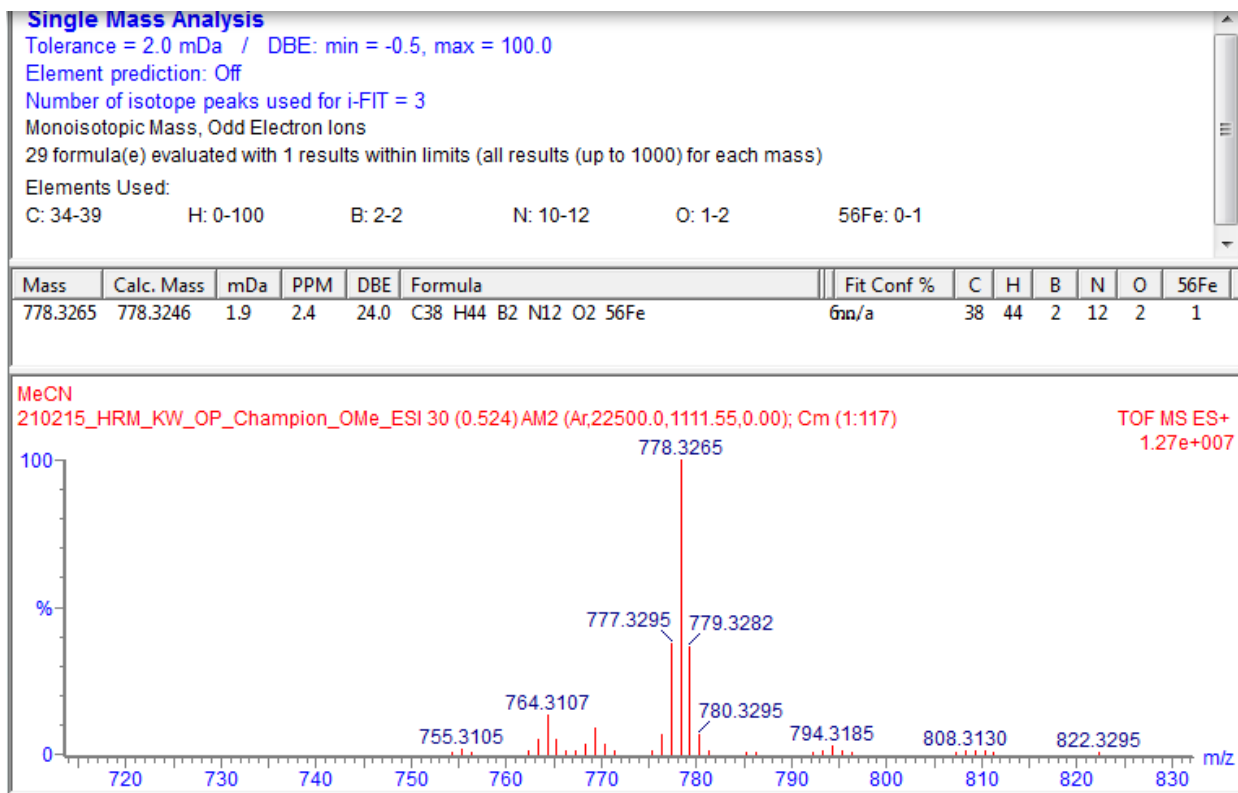 Single Mass Analysis
Tolerance = 2.0 mDa / DBE: min = -0.5, max = 100.0
Element prediction: Off
Number of isotope peaks used for i-FIT = 3
Monoisotopic Mass, Odd Electron Ions
29 formula(e) evaluated with 1 results within limits (all results (up to 1000) for each mass)
Elements Used:
C: 34-39 H: 0-100 B: 2-2 N: 10-12 O: 1-2 56Fe: 0-1
Mass Calc. Mass mDa PPM DBE Formula Fit Conf % C H B N O 56Fe
778.3265 778.3246 1.9 2.4 24.0 C38 H44 B2 N12 O2 56Fe n/a 38 44 2 12 2 1
MeCN
210215_HRM_KW_OP_Champion_OMe_ESI 30 (0.524) AM2 (Ar,22500.0,1111.55,0.00); Cm (1:117) TOF MS ES+
1.27e+007
100
%
0
778.3265
777.3295 779.3282
764.3107
780.3295
755.3105 794.3185 808.3130 822.3295
m/z
720 730 740 750 760 770 780 790 800 810 820 830